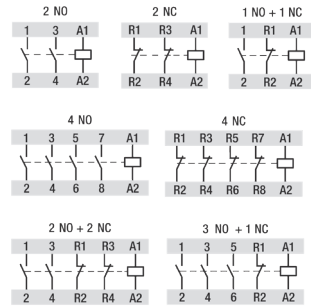 2 NO
1 3 A1
2 4 A2
2 NC
R1 R3 A1
R2 R4 A2
1 NO + 1 NC
1 R1 A1
2 R2 A2
4 NO
1 3 5 7 A1
2 4 6 8 A2
4 NC
R1 R3 R5 R7 A1
R2 R4 R6 R8 A2
2 NO + 2 NC
1 3 R1 R3 A1
2 4 R2 R4 A2
3 NO + 1 NC
1 3 5 R1 A1
2 4 6 R2 A2